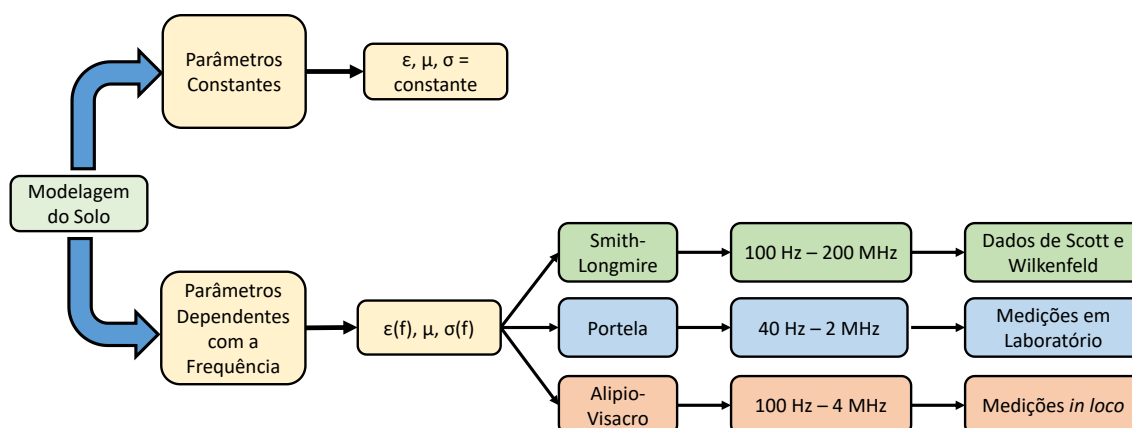 Parâmetros
Constantes
ε, μ, σ =
constante
Modelagem
do Solo
Parâmetros
Dependentes
com a
Frequência
ε(f), μ, σ(f)
Smith-
Longmire
100 Hz – 200 MHz
Dados de Scott e
Wilkenfeld
Portela
40 Hz – 2 MHz
Medições em
Laboratório
Alipio-
Visacro
100 Hz – 4 MHz
Medições in loco